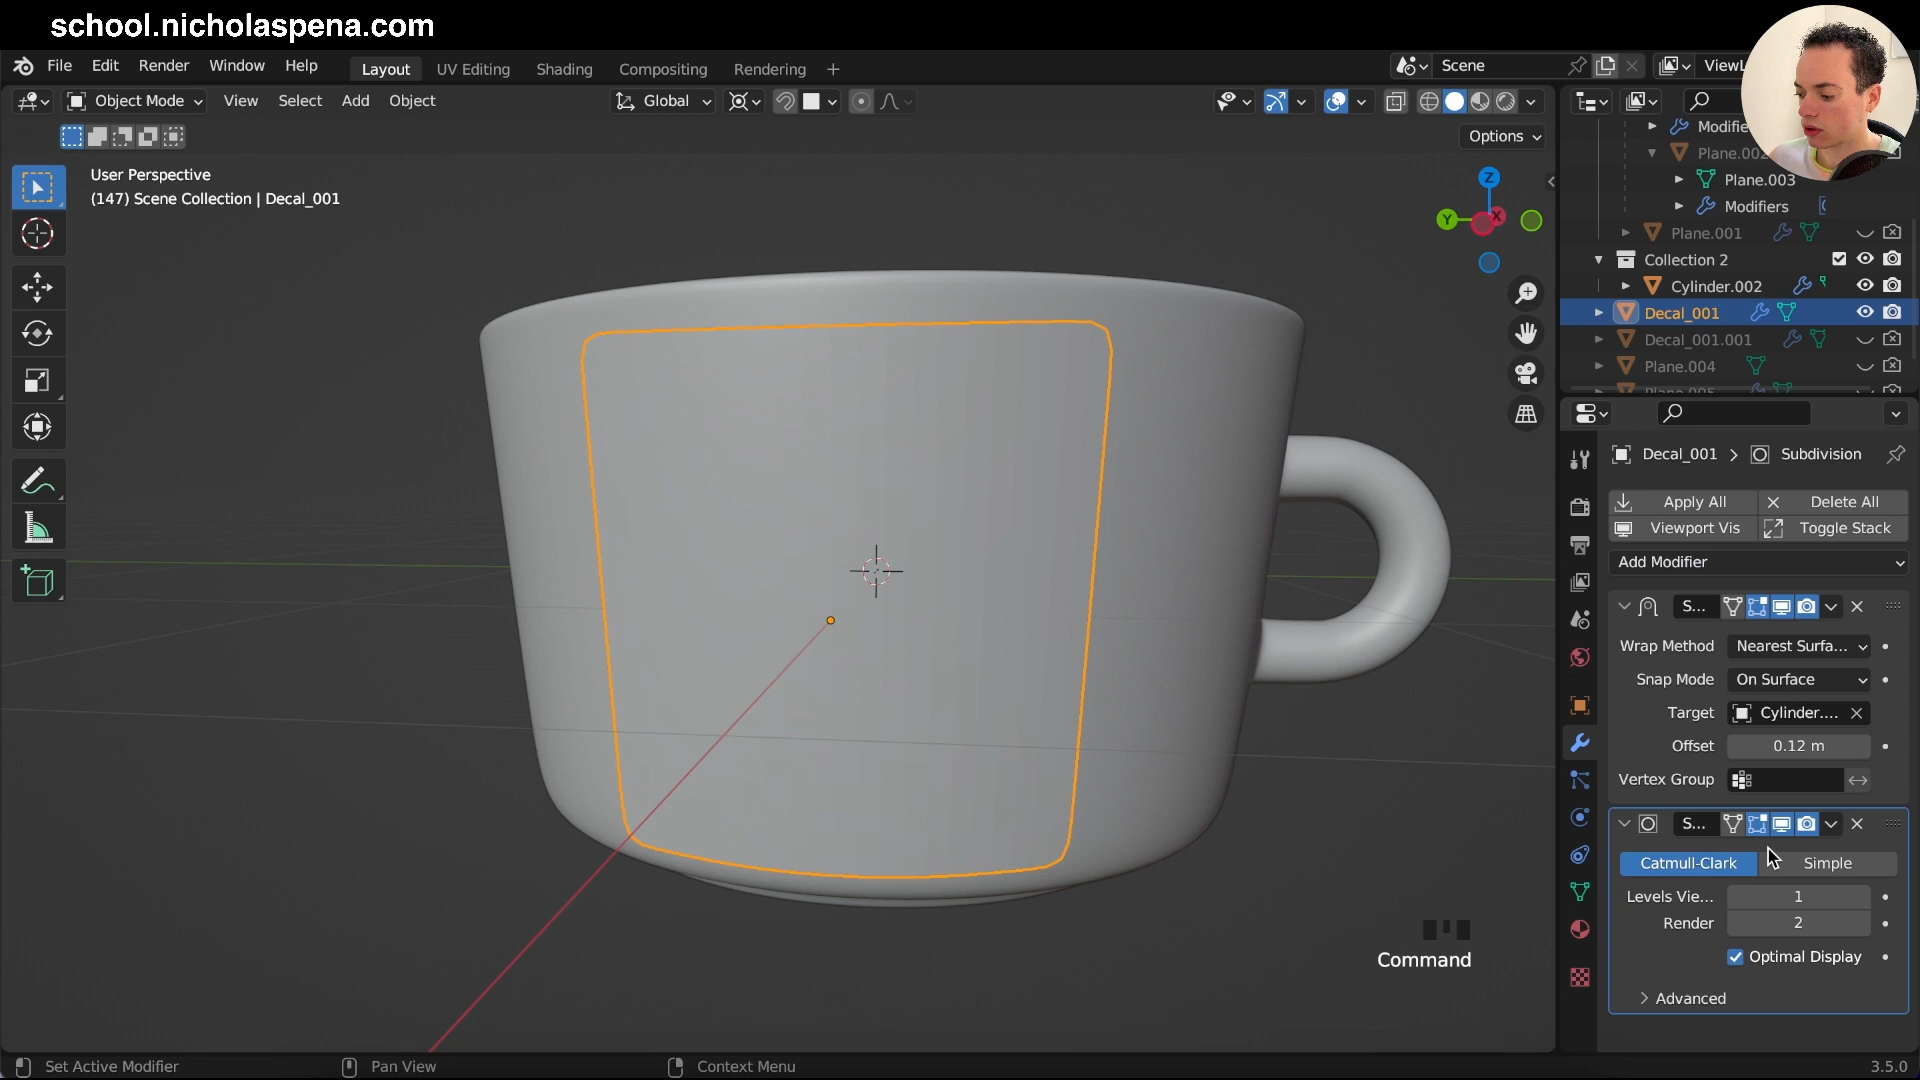 school.nicholaspena.com
File Edit Render Window Help Layout UV Editing Shading Compositing Rendering + Scene ViewL
Object Mode View Select Add Object Global
Options
User Perspective
(147) Scene Collection | Decal_001
Z
Y
X
Modifie
Plane.002
Plane.003
Modifiers
Plane.001
Collection 2
Cylinder.002
Decal_001
Decal_001.001
Plane.004
Decal_001 > Subdivision
Apply All Delete All
Viewport Vis Toggle Stack
Add Modifier
S...
Wrap Method Nearest Surfa...
Snap Mode On Surface
Target Cylinder....
Offset 0.12 m
Vertex Group
S...
Catmull-Clark Simple
Levels Vie... 1
Render 2
Optimal Display
Advanced
Command
Set Active Modifier Pan View Context Menu 3.5.0